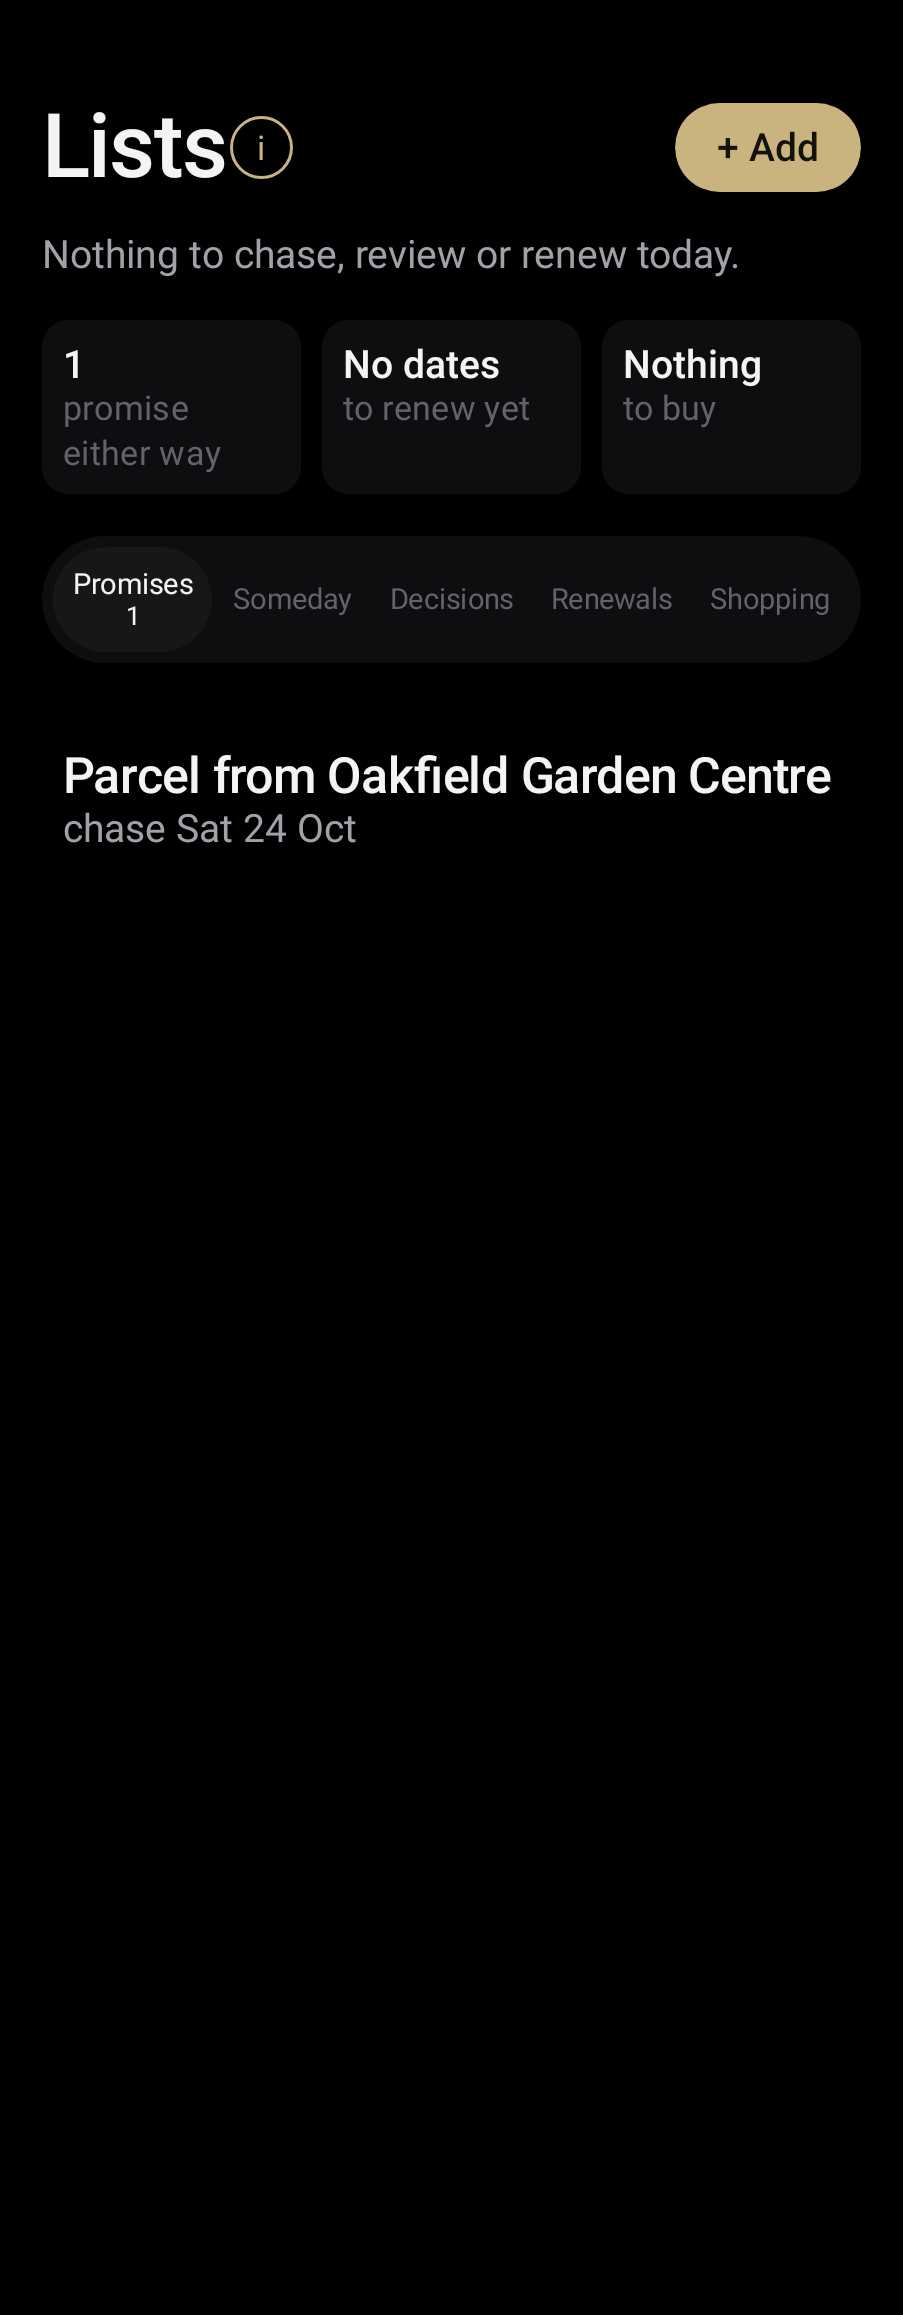 Lists i
+ Add
Nothing to chase, review or renew today.
1
promise
either way
No dates
to renew yet
Nothing
to buy
Promises
1
Someday
Decisions
Renewals
Shopping
Parcel from Oakfield Garden Centre
chase Sat 24 Oct